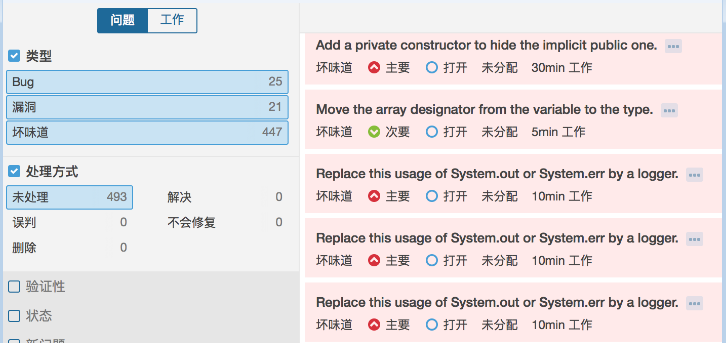 问题 工作
类型
Bug 25
漏洞 21
坏味道 447
处理方式
未处理 493 解决 0
误判 0 不会修复 0
删除 0
验证性
状态
新问题
Add a private constructor to hide the implicit public one.
坏味道 主要 打开 未分配 30min 工作
Move the array designator from the variable to the type.
坏味道 次要 打开 未分配 5min 工作
Replace this usage of System.out or System.err by a logger.
坏味道 主要 打开 未分配 10min 工作
Replace this usage of System.out or System.err by a logger.
坏味道 主要 打开 未分配 10min 工作
Replace this usage of System.out or System.err by a logger.
坏味道 主要 打开 未分配 10min 工作